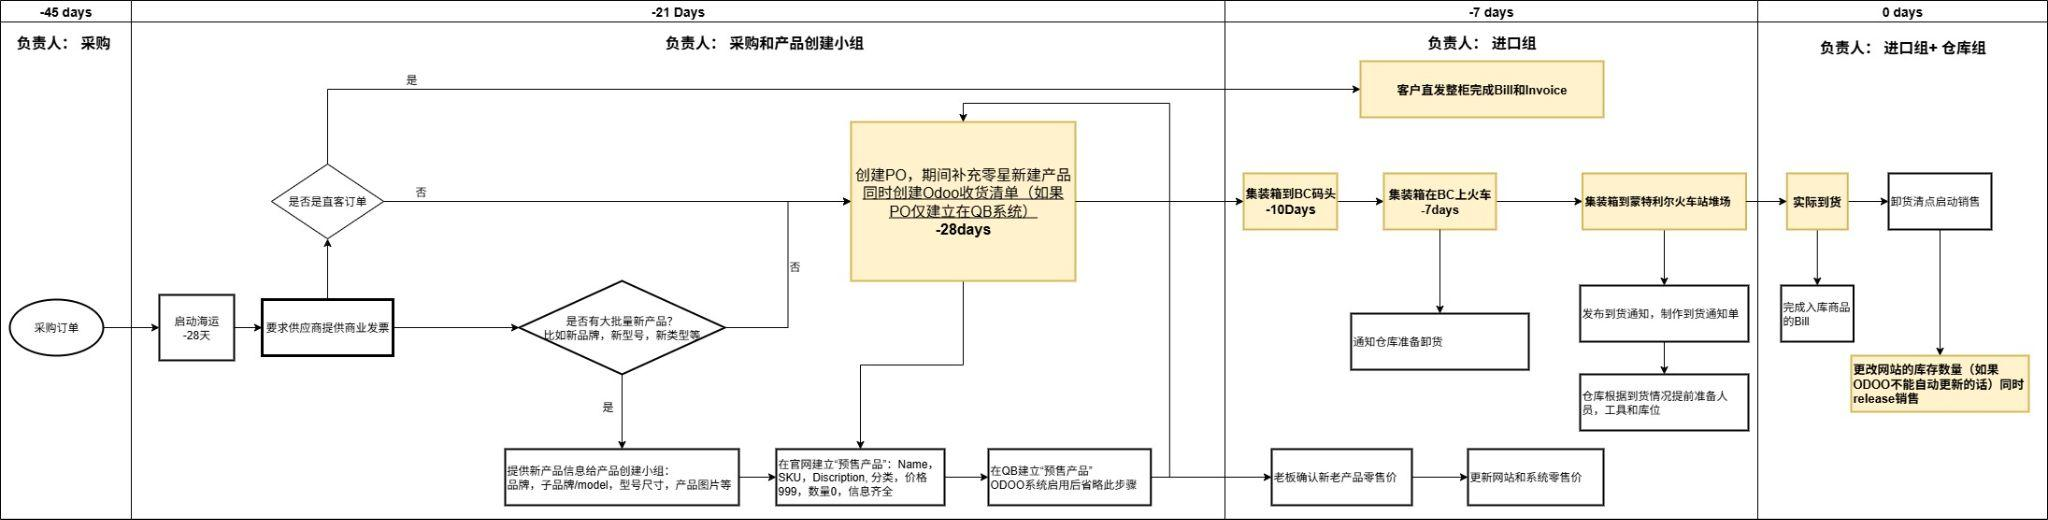 -45 days
-21 Days
-7 days
0 days
负责人： 采购
负责人： 采购和产品创建小组
负责人： 进口组
负责人： 进口组+ 仓库组
是
客户直发整柜完成Bill和Invoice
是否是直客订单
否
创建PO，期间补充零星新建产品
同时创建Odoo收货清单（如果
PO仅建立在QB系统）
-28days
集装箱到BC码头
-10Days
集装箱在BC上火车
-7days
集装箱到蒙特利尔火车站堆场
实际到货
卸货清点启动销售
否
采购订单
启动海运
-28天
要求供应商提供商业发票
是否有大批量新产品？
比如新品牌，新型号，新类型等
通知仓库准备卸货
发布到货通知，制作到货通知单
完成入库商品
的Bill
仓库根据到货情况提前准备人
员，工具和库位
更改网站的库存数量（如果
ODOO不能自动更新的话）同时
release销售
是
提供新产品信息给产品创建小组：
品牌，子品牌/model，型号尺寸，产品图片等
在官网建立“预售产品”：Name，
SKU，Discription, 分类，价格
999，数量0，信息齐全
在QB建立“预售产品”
ODOO系统启用后省略此步骤
老板确认新老产品零售价
更新网站和系统零售价